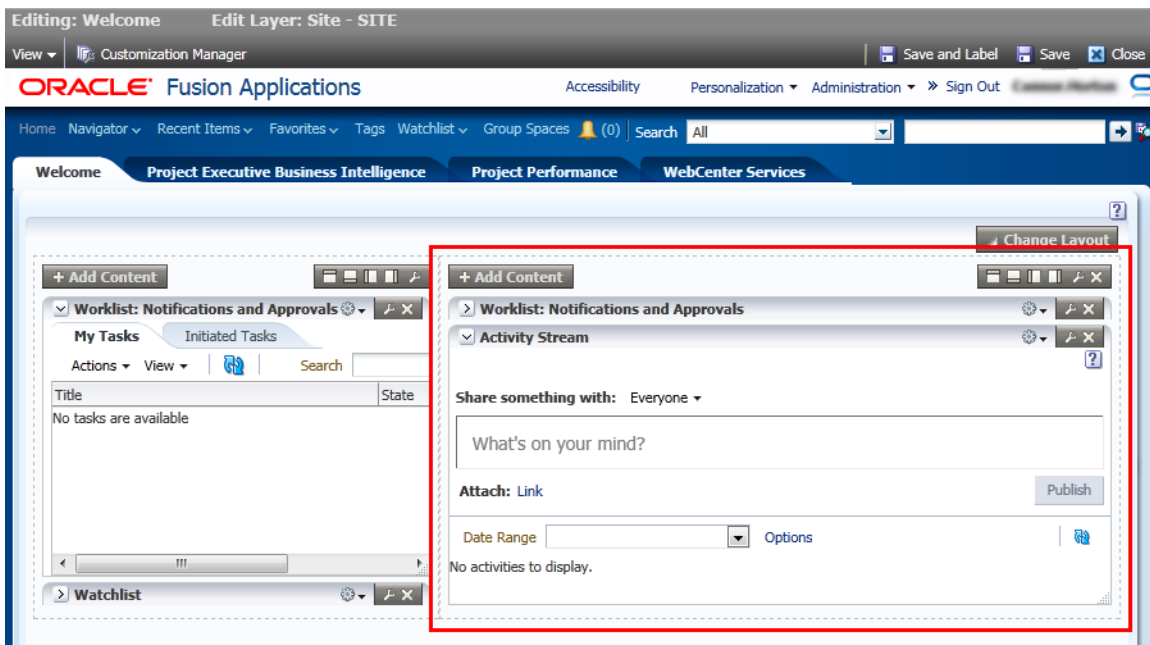 Editing: Welcome Edit Layer: Site - SITE
View Customization Manager Save and Label Save Close
ORACLE Fusion Applications Accessibility Personalization Administration » Sign Out
Home Navigator Recent Items Favorites Tags Watchlist Group Spaces (0) Search All
Welcome Project Executive Business Intelligence Project Performance WebCenter Services
?
Change Layout
+ Add Content
Worklist: Notifications and Approvals
My Tasks Initiated Tasks
Actions View Search
Title State
No tasks are available
Watchlist
+ Add Content
Worklist: Notifications and Approvals
Activity Stream
?
Share something with: Everyone
What's on your mind?
Attach: Link Publish
Date Range Options
No activities to display.